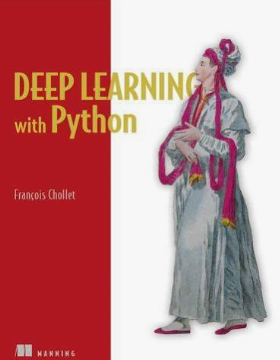 DEEP LEARNING
with Python
François Chollet
MANNING